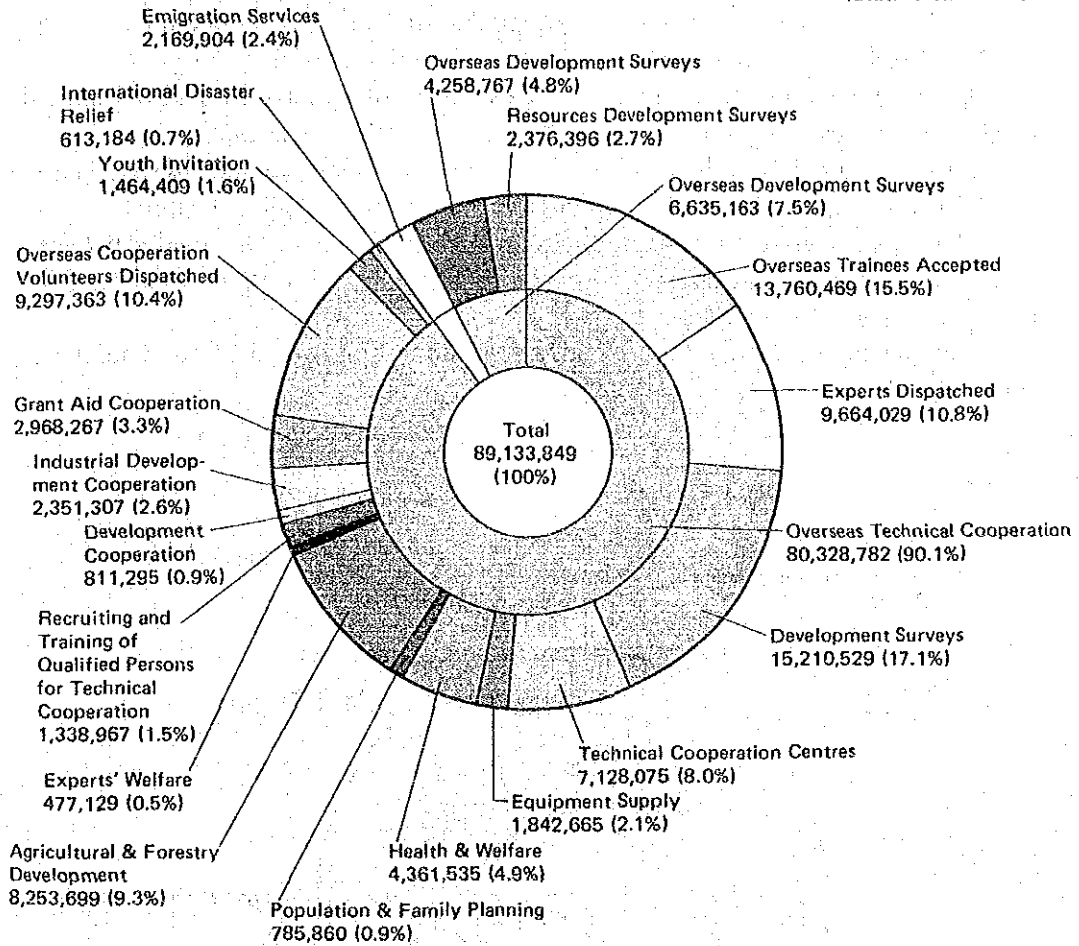 Emigration Services
2,169,904 (2.4%)
Overseas Development Surveys
4,258,767 (4.8%)
International Disaster
Relief
613,184 (0.7%)
Resources Development Surveys
2,376,396 (2.7%)
Youth Invitation
1,464,409 (1.6%)
Overseas Development Surveys
6,635,163 (7.5%)
Overseas Cooperation
Volunteers Dispatched
9,297,363 (10.4%)
Overseas Trainees Accepted
13,760,469 (15.5%)
Experts Dispatched
9,664,029 (10.8%)
Grant Aid Cooperation
2,968,267 (3.3%)
Total
89,133,849
(100%)
Industrial Develop-
ment Cooperation
2,351,307 (2.6%)
Development
Cooperation
811,295 (0.9%)
Overseas Technical Cooperation
80,328,782 (90.1%)
Recruiting and
Training of
Qualified Persons
for Technical
Cooperation
1,338,967 (1.5%)
Development Surveys
15,210,529 (17.1%)
Technical Cooperation Centres
7,128,075 (8.0%)
Experts' Welfare
477,129 (0.5%)
Equipment Supply
1,842,665 (2.1%)
Agricultural & Forestry
Development
8,253,699 (9.3%)
Health & Welfare
4,361,535 (4.9%)
Population & Family Planning
785,860 (0.9%)